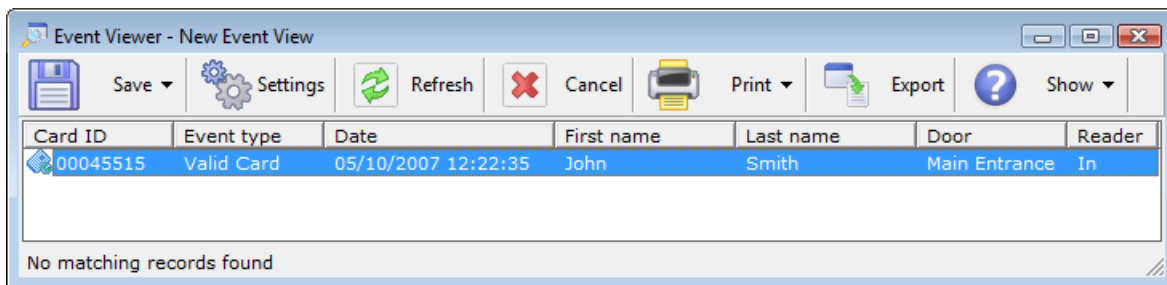 Event Viewer - New Event View
Save Settings Refresh Cancel Print Export Show
Card ID Event type Date First name Last name Door Reader
00045515 Valid Card 05/10/2007 12:22:35 John Smith Main Entrance In
No matching records found